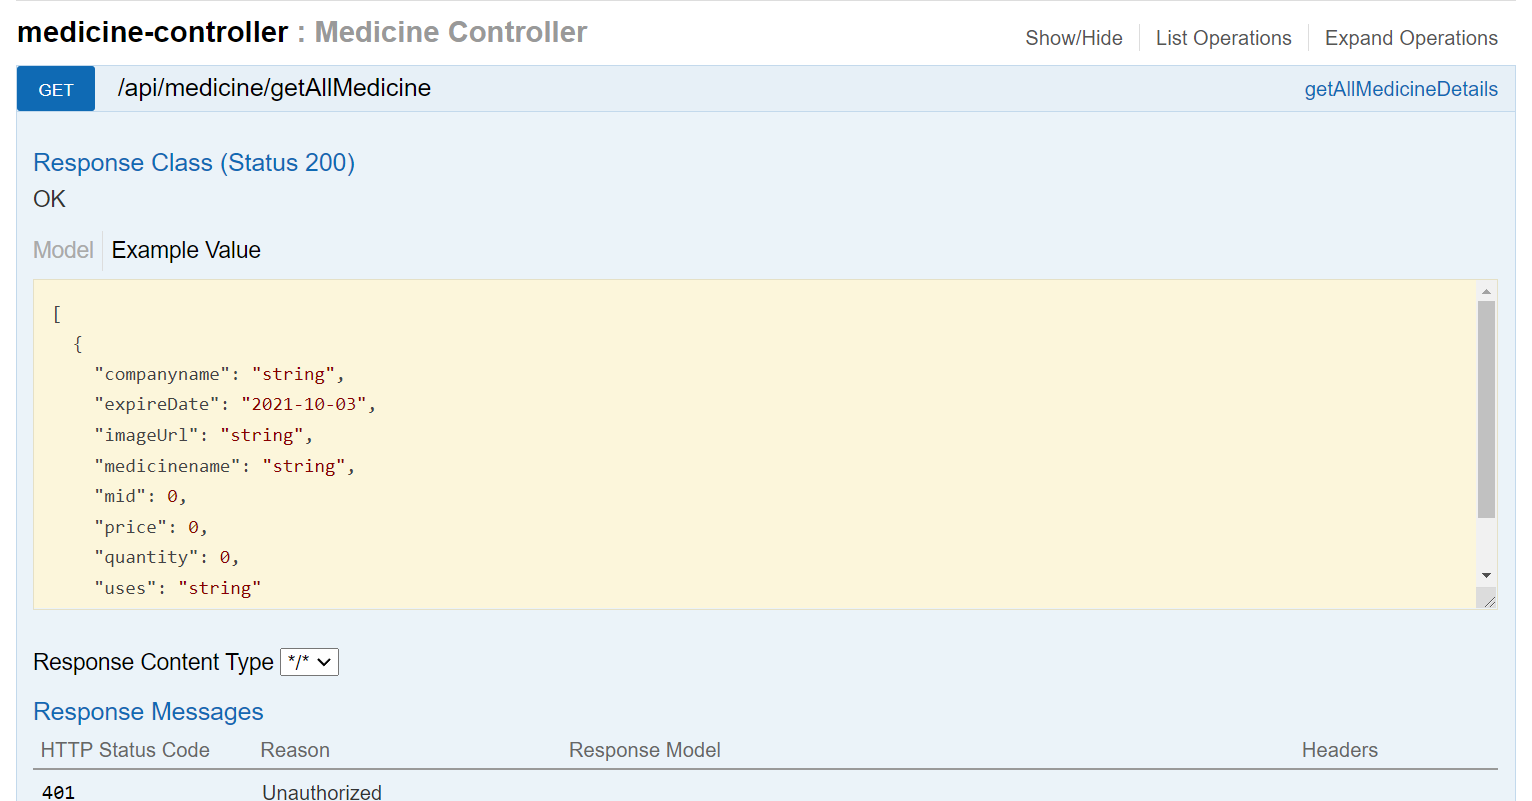 medicine-controller : Medicine Controller
Show/Hide List Operations Expand Operations
GET /api/medicine/getAllMedicine getAllMedicineDetails
Response Class (Status 200)
OK
Model Example Value
[
{
"companyname": "string",
"expireDate": "2021-10-03",
"imageUrl": "string",
"medicinename": "string",
"mid": 0,
"price": 0,
"quantity": 0,
"uses": "string"
Response Content Type */*
Response Messages
HTTP Status Code Reason Response Model Headers
401 Unauthorized